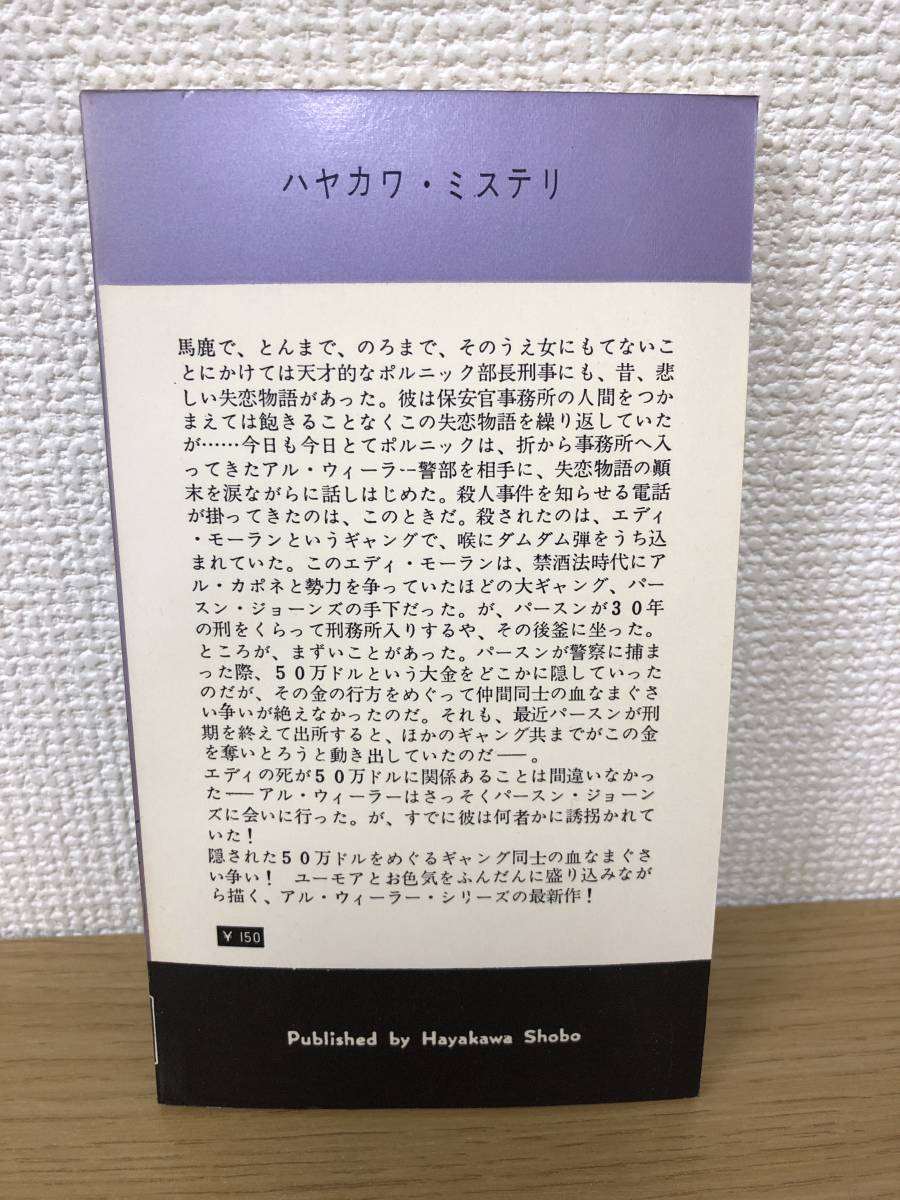 ハヤカワ・ミステリ
馬鹿で、とんまで、のろまで、そのうえ女にもてないこ
とにかけては天才的なポルニック部長刑事にも、昔、悲
しい失恋物語があった。彼は保安官事務所の人間をつか
まえては飽きることなくこの失恋物語を繰り返していた
が……今日も今日とてポルニックは、折から事務所へ入
ってきたアル・ウィーラー警部を相手に、失恋物語の顚
末を涙ながらに話しはじめた。殺人事件を知らせる電話
が掛ってきたのは、このときだ。殺されたのは、エディ
・モーランというギャングで、喉にダムダム弾をうち込
まれていた。このエディ・モーランは、禁酒法時代にア
ル・カポネと勢力を争っていたほどの大ギャング、パー
スン・ジョーンズの手下だった。が、パースンが30年
の刑をくらって刑務所入りするや、その後釜に坐った。
ところが、まずいことがあった。パースンが警察に捕ま
った際、50万ドルという大金をどこかに隠していった
のだが、その金の行方をめぐって仲間同士の血なまぐさ
い争いが絶えなかったのだ。それも、最近パースンが刑
期を終えて出所すると、ほかのギャング共までがこの金
を奪いとろうと動き出していたのだ──。
エディの死が50万ドルに関係あることは間違いなかっ
た──アル・ウィーラーはさっそくパースン・ジョーン
ズに会いに行った。が、すでに彼は何者かに誘拐されて
いた！
隠された50万ドルをめぐるギャング同士の血なまぐさ
い争い！　ユーモアとお色気をふんだんに盛り込みなが
ら描く、アル・ウィーラー・シリーズの最新作！
¥ 150
Published by Hayakawa Shobo